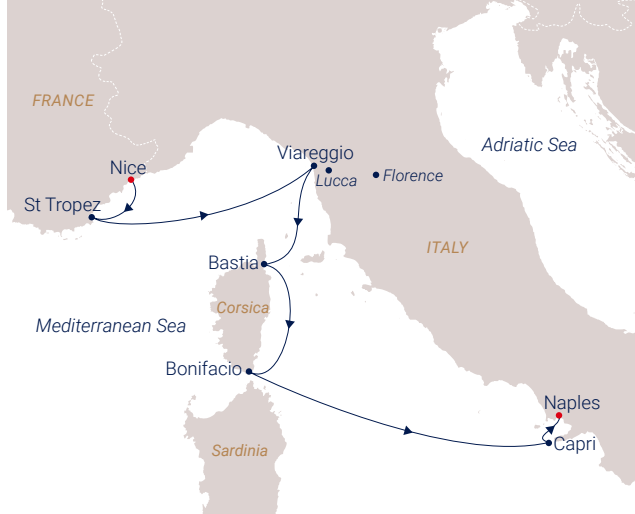 FRANCE
Adriatic Sea
Viareggio
Nice
Lucca
Florence
St Tropez
ITALY
Bastia
Corsica
Mediterranean Sea
Bonifacio
Naples
Capri
Sardinia